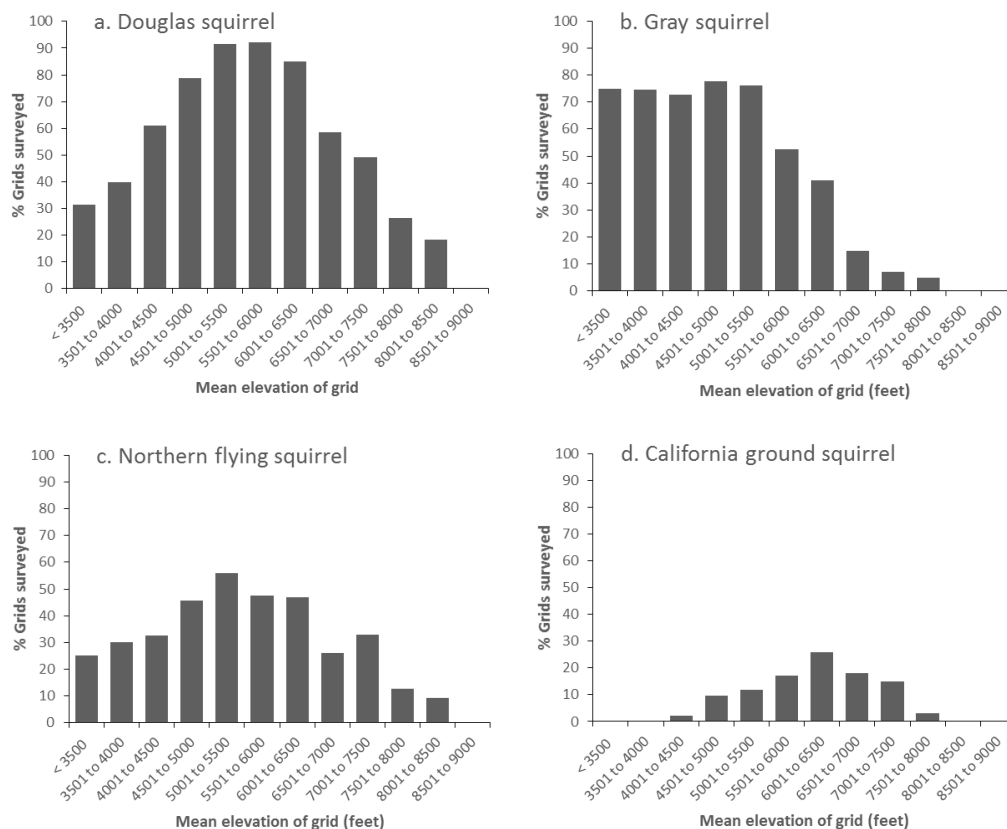 a. Douglas squirrel
% Grids surveyed
100
90
80
70
60
50
40
30
20
10
0
< 3500
3501 to 4000
4001 to 4500
4501 to 5000
5001 to 5500
5501 to 6000
6001 to 6500
6501 to 7000
7001 to 7500
7501 to 8000
8001 to 8500
8501 to 9000
Mean elevation of grid
b. Gray squirrel
% Grids surveyed
100
90
80
70
60
50
40
30
20
10
0
< 3500
3501 to 4000
4001 to 4500
4501 to 5000
5001 to 5500
5501 to 6000
6001 to 6500
6501 to 7000
7001 to 7500
7501 to 8000
8001 to 8500
8501 to 9000
Mean elevation of grid (feet)
c. Northern flying squirrel
% Grids surveyed
100
90
80
70
60
50
40
30
20
10
0
< 3500
3501 to 4000
4001 to 4500
4501 to 5000
5001 to 5500
5501 to 6000
6001 to 6500
6501 to 7000
7001 to 7500
7501 to 8000
8001 to 8500
8501 to 9000
Mean elevation of grid (feet)
d. California ground squirrel
% Grids surveyed
100
90
80
70
60
50
40
30
20
10
0
< 3500
3501 to 4000
4001 to 4500
4501 to 5000
5001 to 5500
5501 to 6000
6001 to 6500
6501 to 7000
7001 to 7500
7501 to 8000
8001 to 8500
8501 to 9000
Mean elevation of grid (feet)